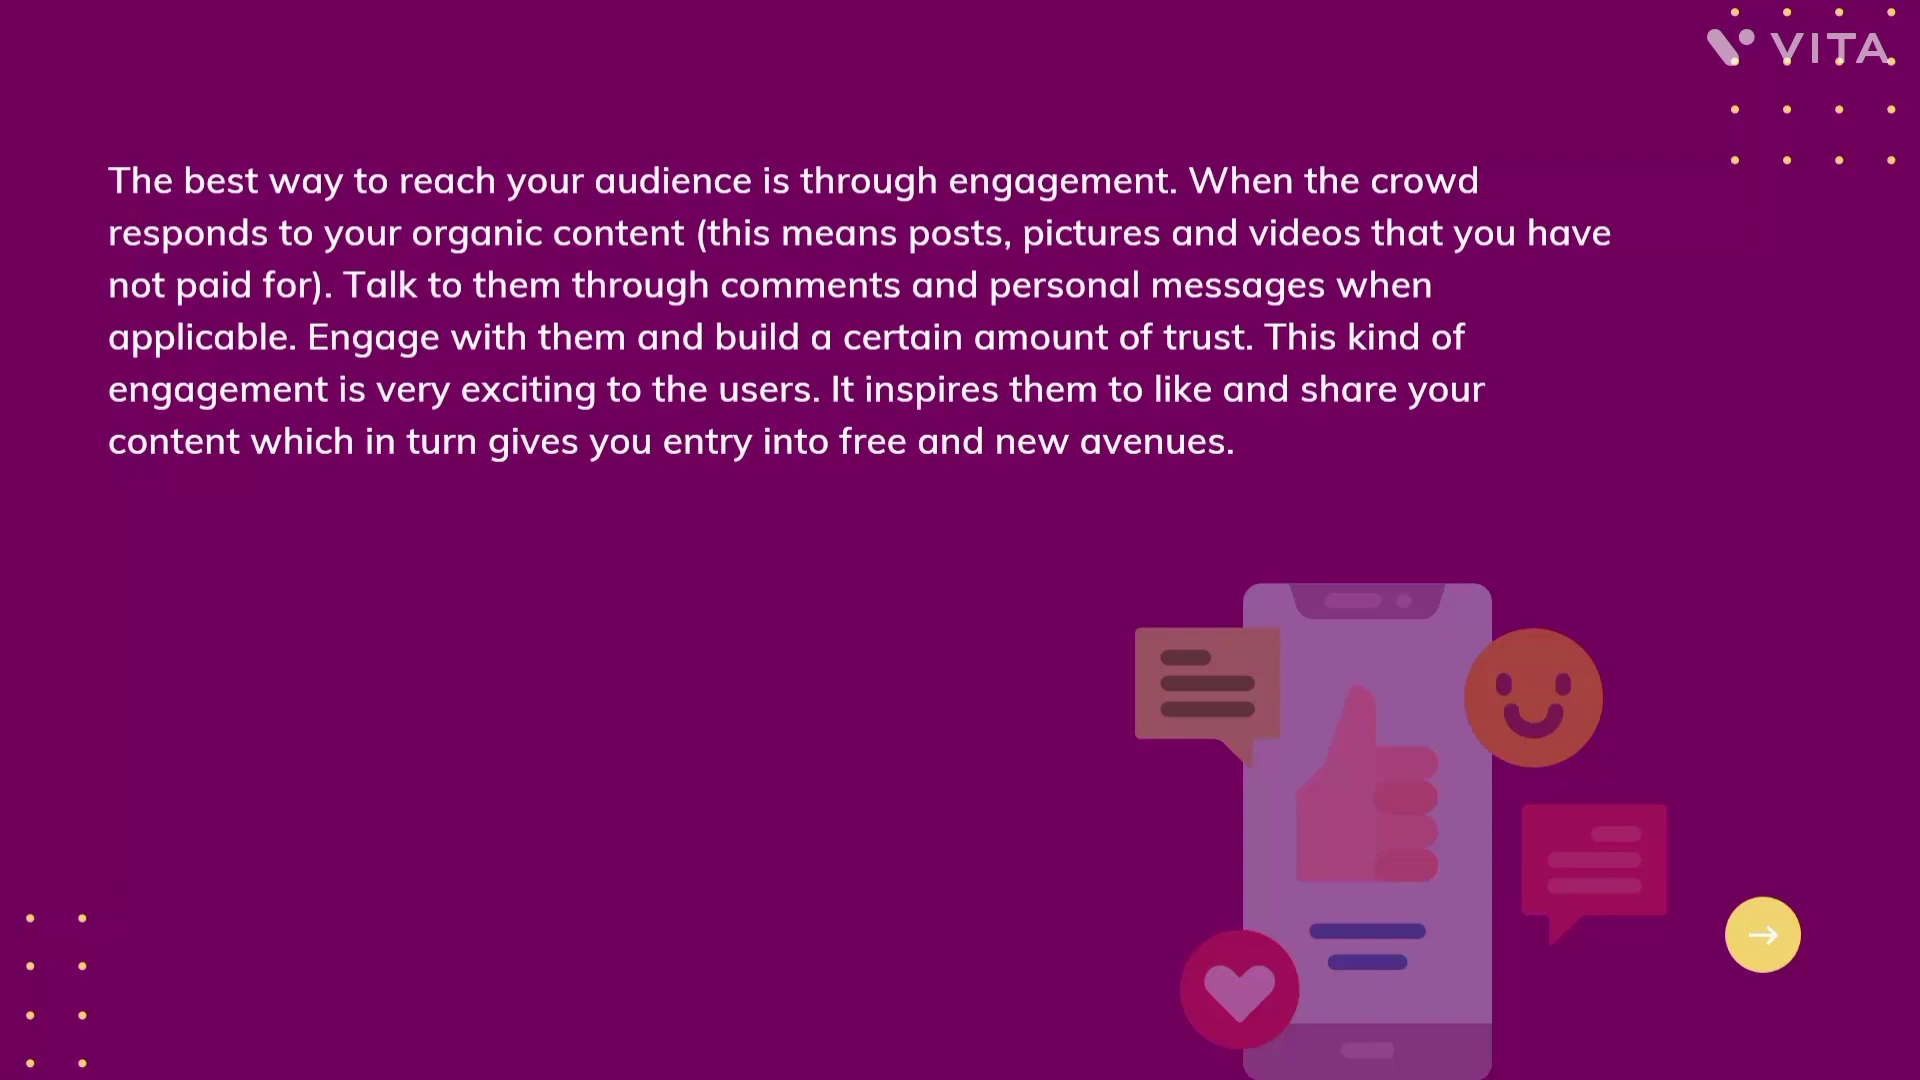 VITA
The best way to reach your audience is through engagement. When the crowd
responds to your organic content (this means posts, pictures and videos that you have
not paid for). Talk to them through comments and personal messages when
applicable. Engage with them and build a certain amount of trust. This kind of
engagement is very exciting to the users. It inspires them to like and share your
content which in turn gives you entry into free and new avenues.